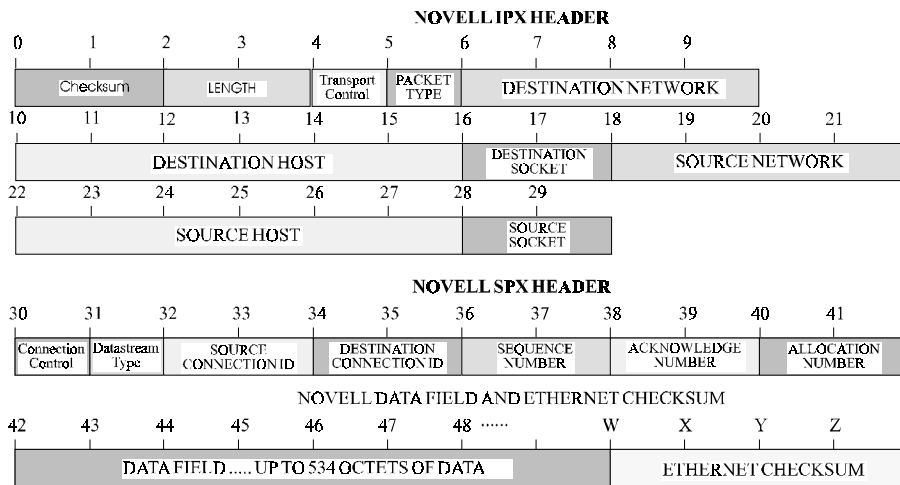 NOVELL IPX HEADER
0 1 2 3 4 5 6 7 8 9
Checksum LENGTH Transport Control PACKET TYPE DESTINATION NETWORK
10 11 12 13 14 15 16 17 18 19 20 21
DESTINATION HOST DESTINATION SOCKET SOURCE NETWORK
22 23 24 25 26 27 28 29
SOURCE HOST SOURCE SOCKET
NOVELL SPX HEADER
30 31 32 33 34 35 36 37 38 39 40 41
Connection Control Datastream Type SOURCE CONNECTION ID DESTINATION CONNECTION ID SEQUENCE NUMBER ACKNOWLEDGE NUMBER ALLOCATION NUMBER
NOVELL DATA FIELD AND ETHERNET CHECKSUM
42 43 44 45 46 47 48 ...... W X Y Z
DATA FIELD ..... UP TO 534 OCTETS OF DATA ETHERNET CHECKSUM